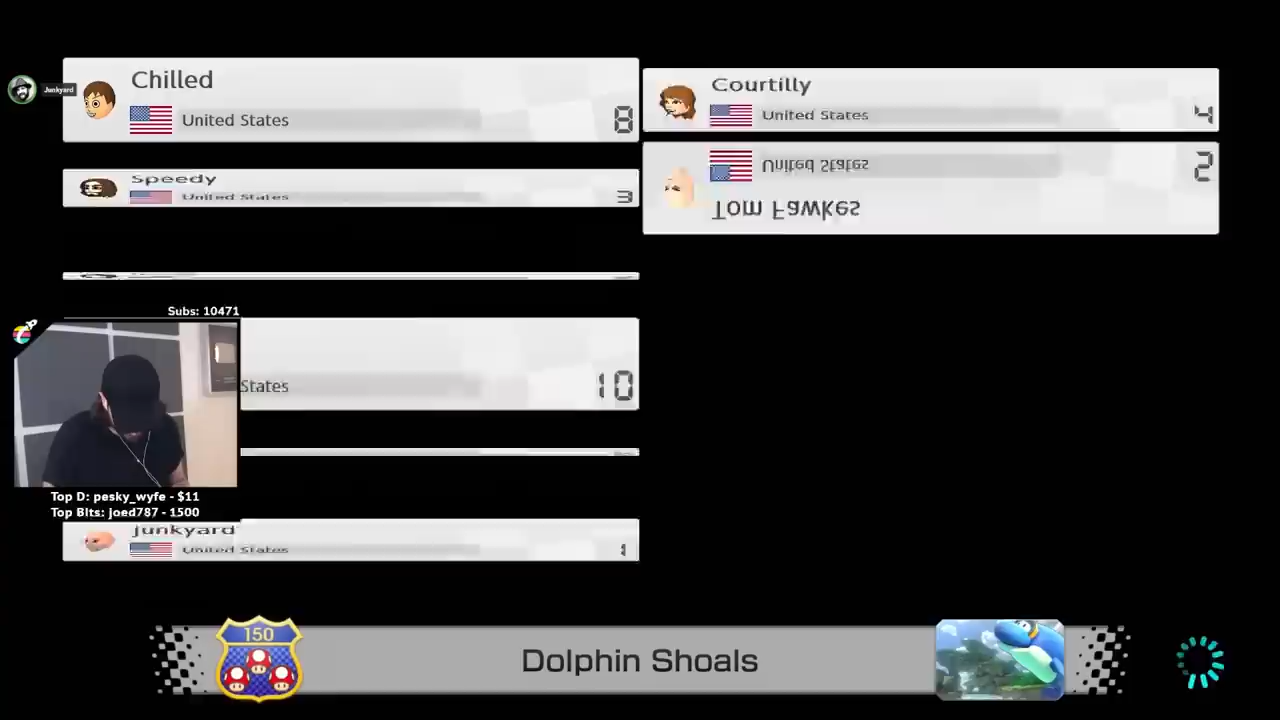 Junkyard
Chilled
United States
8
Courtilly
United States
4
United States
2
Tom Fawkes
Speedy
United States
3
Subs: 10471
States
10
Top D: pesky_wyfe - $11
Top Bits: joed787 - 1500
junkyard
United States
1
150
Dolphin Shoals